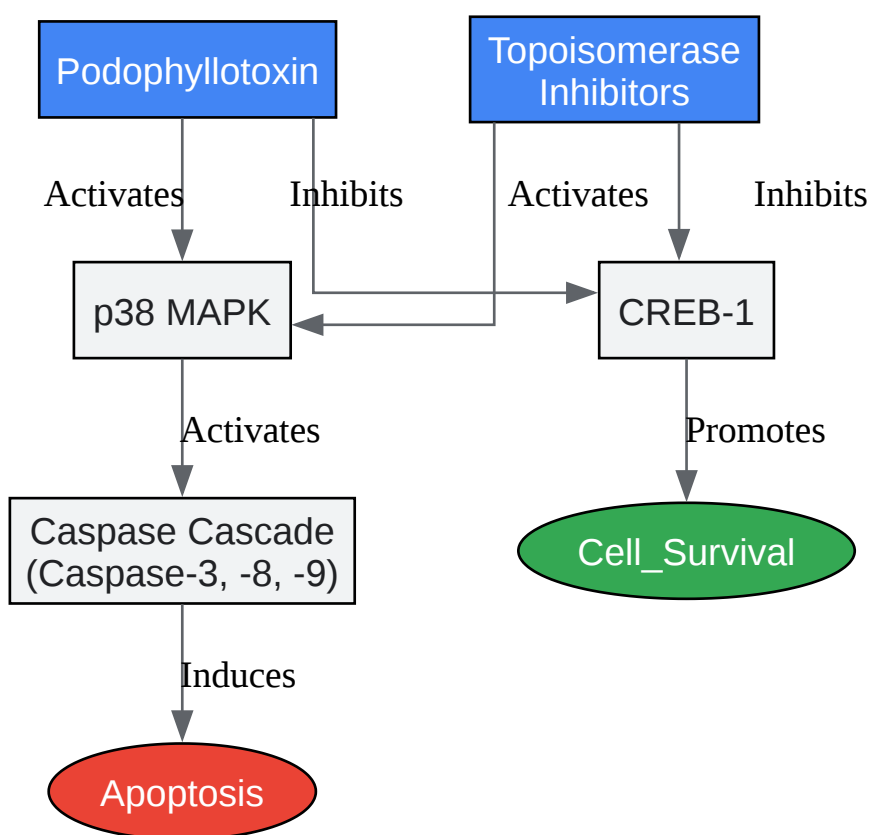 Podophyllotoxin
Topoisomerase
Inhibitors
Activates
Inhibits
Activates
Inhibits
p38 MAPK
CREB-1
Activates
Promotes
Caspase Cascade
(Caspase-3, -8, -9)
Cell_Survival
Induces
Apoptosis